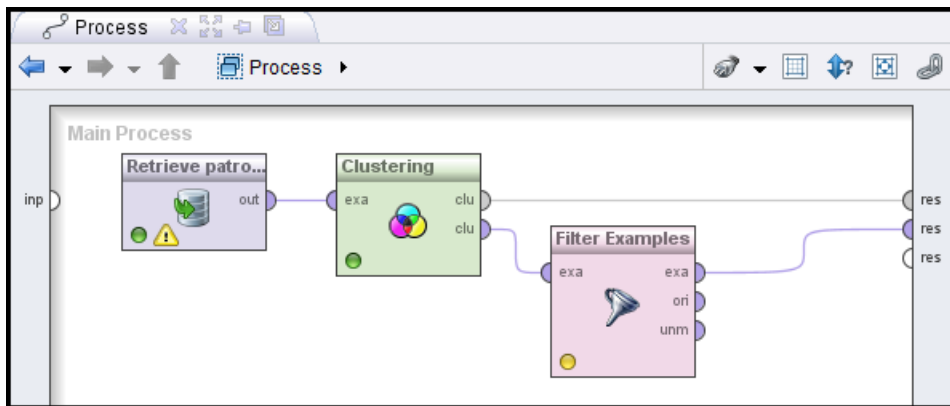 Process
Process
Main Process
inp
Retrieve patro...
out
Clustering
exa
clu
clu
Filter Examples
exa
exa
ori
unm
res
res
res